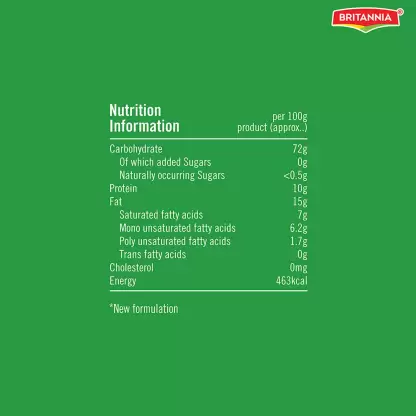 BRITANNIA
Nutrition
Information
per 100g
product (approx..)
Carbohydrate 72g
Of which added Sugars 0g
Naturally occurring Sugars <0.5g
Protein 10g
Fat 15g
Saturated fatty acids 7g
Mono unsaturated fatty acids 6.2g
Poly unsaturated fatty acids 1.7g
Trans fatty acids 0g
Cholesterol 0mg
Energy 463kcal
*New formulation